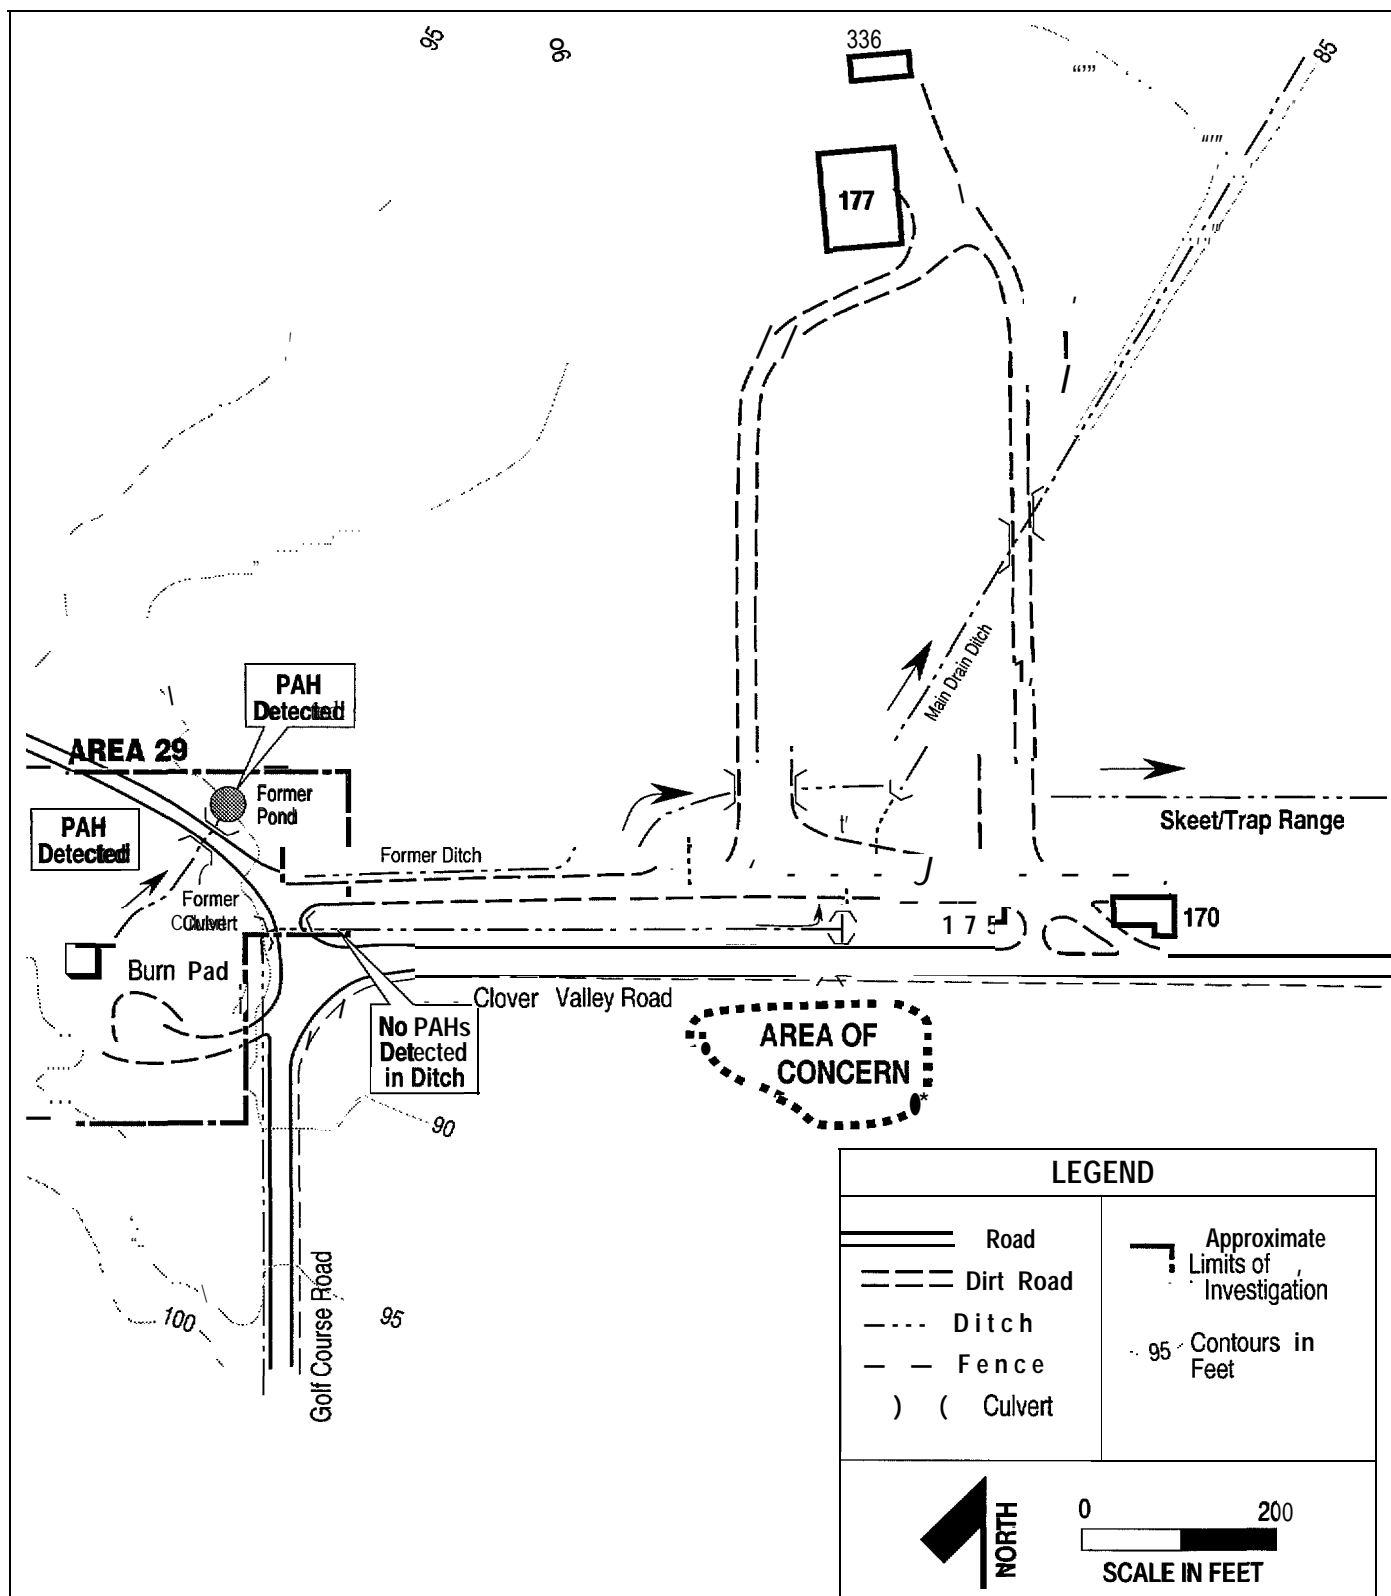 95
90
336
85
177
PAH
Detected
AREA 29
Former
Pond
PAH
Detected
Former Ditch
Former
Culvert
Main Drain Ditch
Skeet/Trap Range
175
170
Burn Pad
Clover Valley Road
No PAHs
Detected
in Ditch
AREA OF
CONCERN
*
90
100
95
Golf Course Road
LEGEND
Road
Dirt Road
Ditch
Fence
) ( Culvert
Approximate
Limits of
Investigation
95 Contours in
Feet
NORTH
0 200
SCALE IN FEET